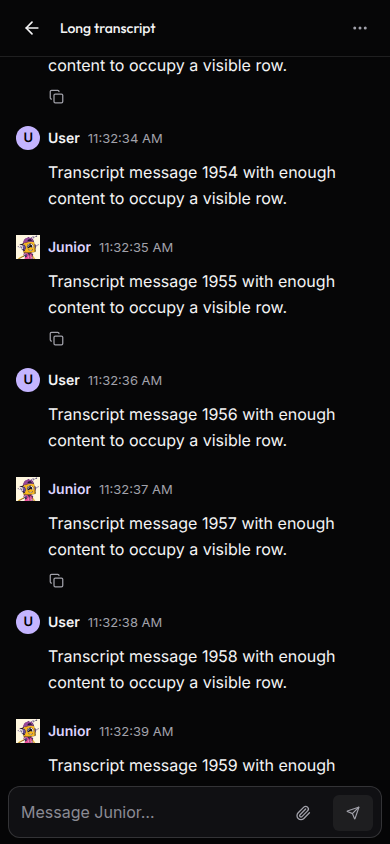 Long transcript
content to occupy a visible row.
U User 11:32:34 AM
Transcript message 1954 with enough
content to occupy a visible row.
Junior 11:32:35 AM
Transcript message 1955 with enough
content to occupy a visible row.
U User 11:32:36 AM
Transcript message 1956 with enough
content to occupy a visible row.
Junior 11:32:37 AM
Transcript message 1957 with enough
content to occupy a visible row.
U User 11:32:38 AM
Transcript message 1958 with enough
content to occupy a visible row.
Junior 11:32:39 AM
Transcript message 1959 with enough
Message Junior...